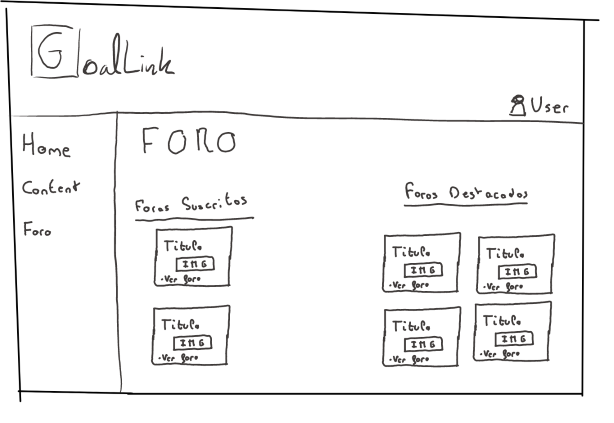 GoalLink
User
Home
Content
Foro
FORO
Foros Suscritos
Titulo
IMG
·Ver foro
Titulo
IMG
·Ver foro
Foros Destacados
Titulo
IMG
·Ver foro
Titulo
IMG
·Ver foro
Titulo
IMG
·Ver foro
Titulo
IMG
·Ver foro